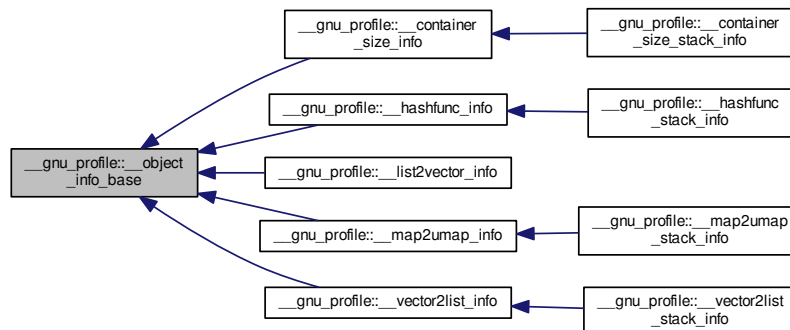 __gnu_profile::__container
_size_info
__gnu_profile::__container
_size_stack_info
__gnu_profile::__hashfunc_info
__gnu_profile::__hashfunc
_stack_info
__gnu_profile::__object
_info_base
__gnu_profile::__list2vector_info
__gnu_profile::__map2umap_info
__gnu_profile::__map2umap
_stack_info
__gnu_profile::__vector2list_info
__gnu_profile::__vector2list
_stack_info